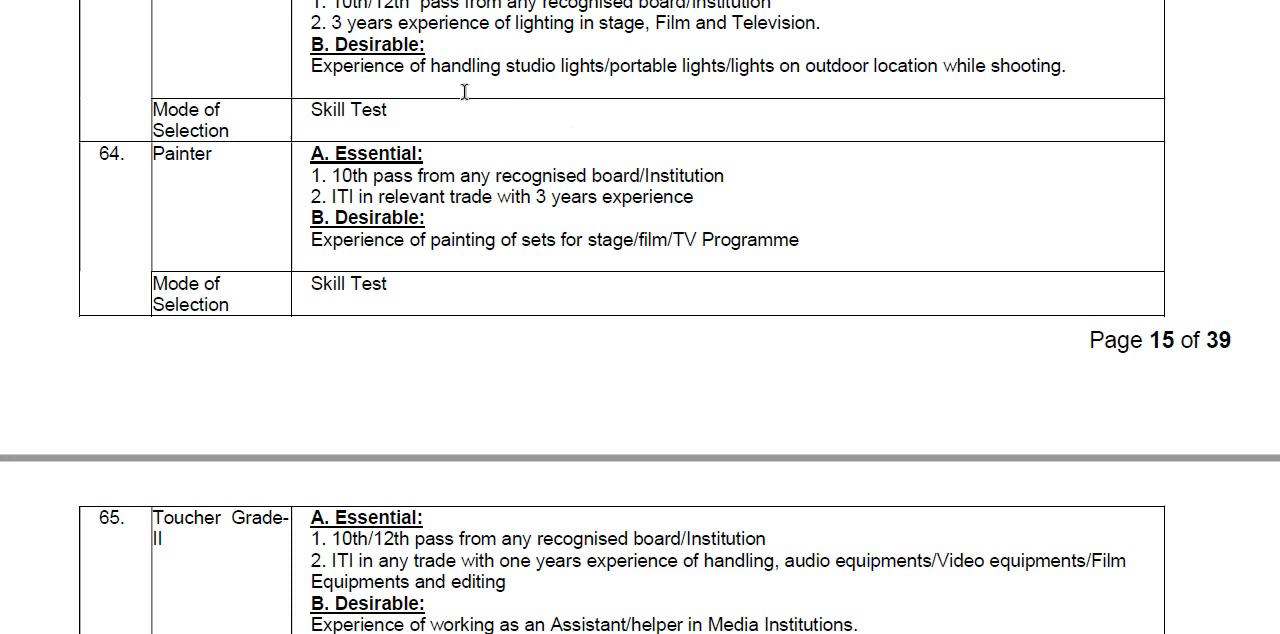 1. 10th/12th pass from any recognised board/Institution
2. 3 years experience of lighting in stage, Film and Television.
B. Desirable:
Experience of handling studio lights/portable lights/lights on outdoor location while shooting.
Mode of Selection
Skill Test
64.
Painter
A. Essential:
1. 10th pass from any recognised board/Institution
2. ITI in relevant trade with 3 years experience
B. Desirable:
Experience of painting of sets for stage/film/TV Programme
Mode of Selection
Skill Test
Page 15 of 39
65.
Toucher Grade-
II
A. Essential:
1. 10th/12th pass from any recognised board/Institution
2. ITI in any trade with one years experience of handling, audio equipments/Video equipments/Film
Equipments and editing
B. Desirable:
Experience of working as an Assistant/helper in Media Institutions.